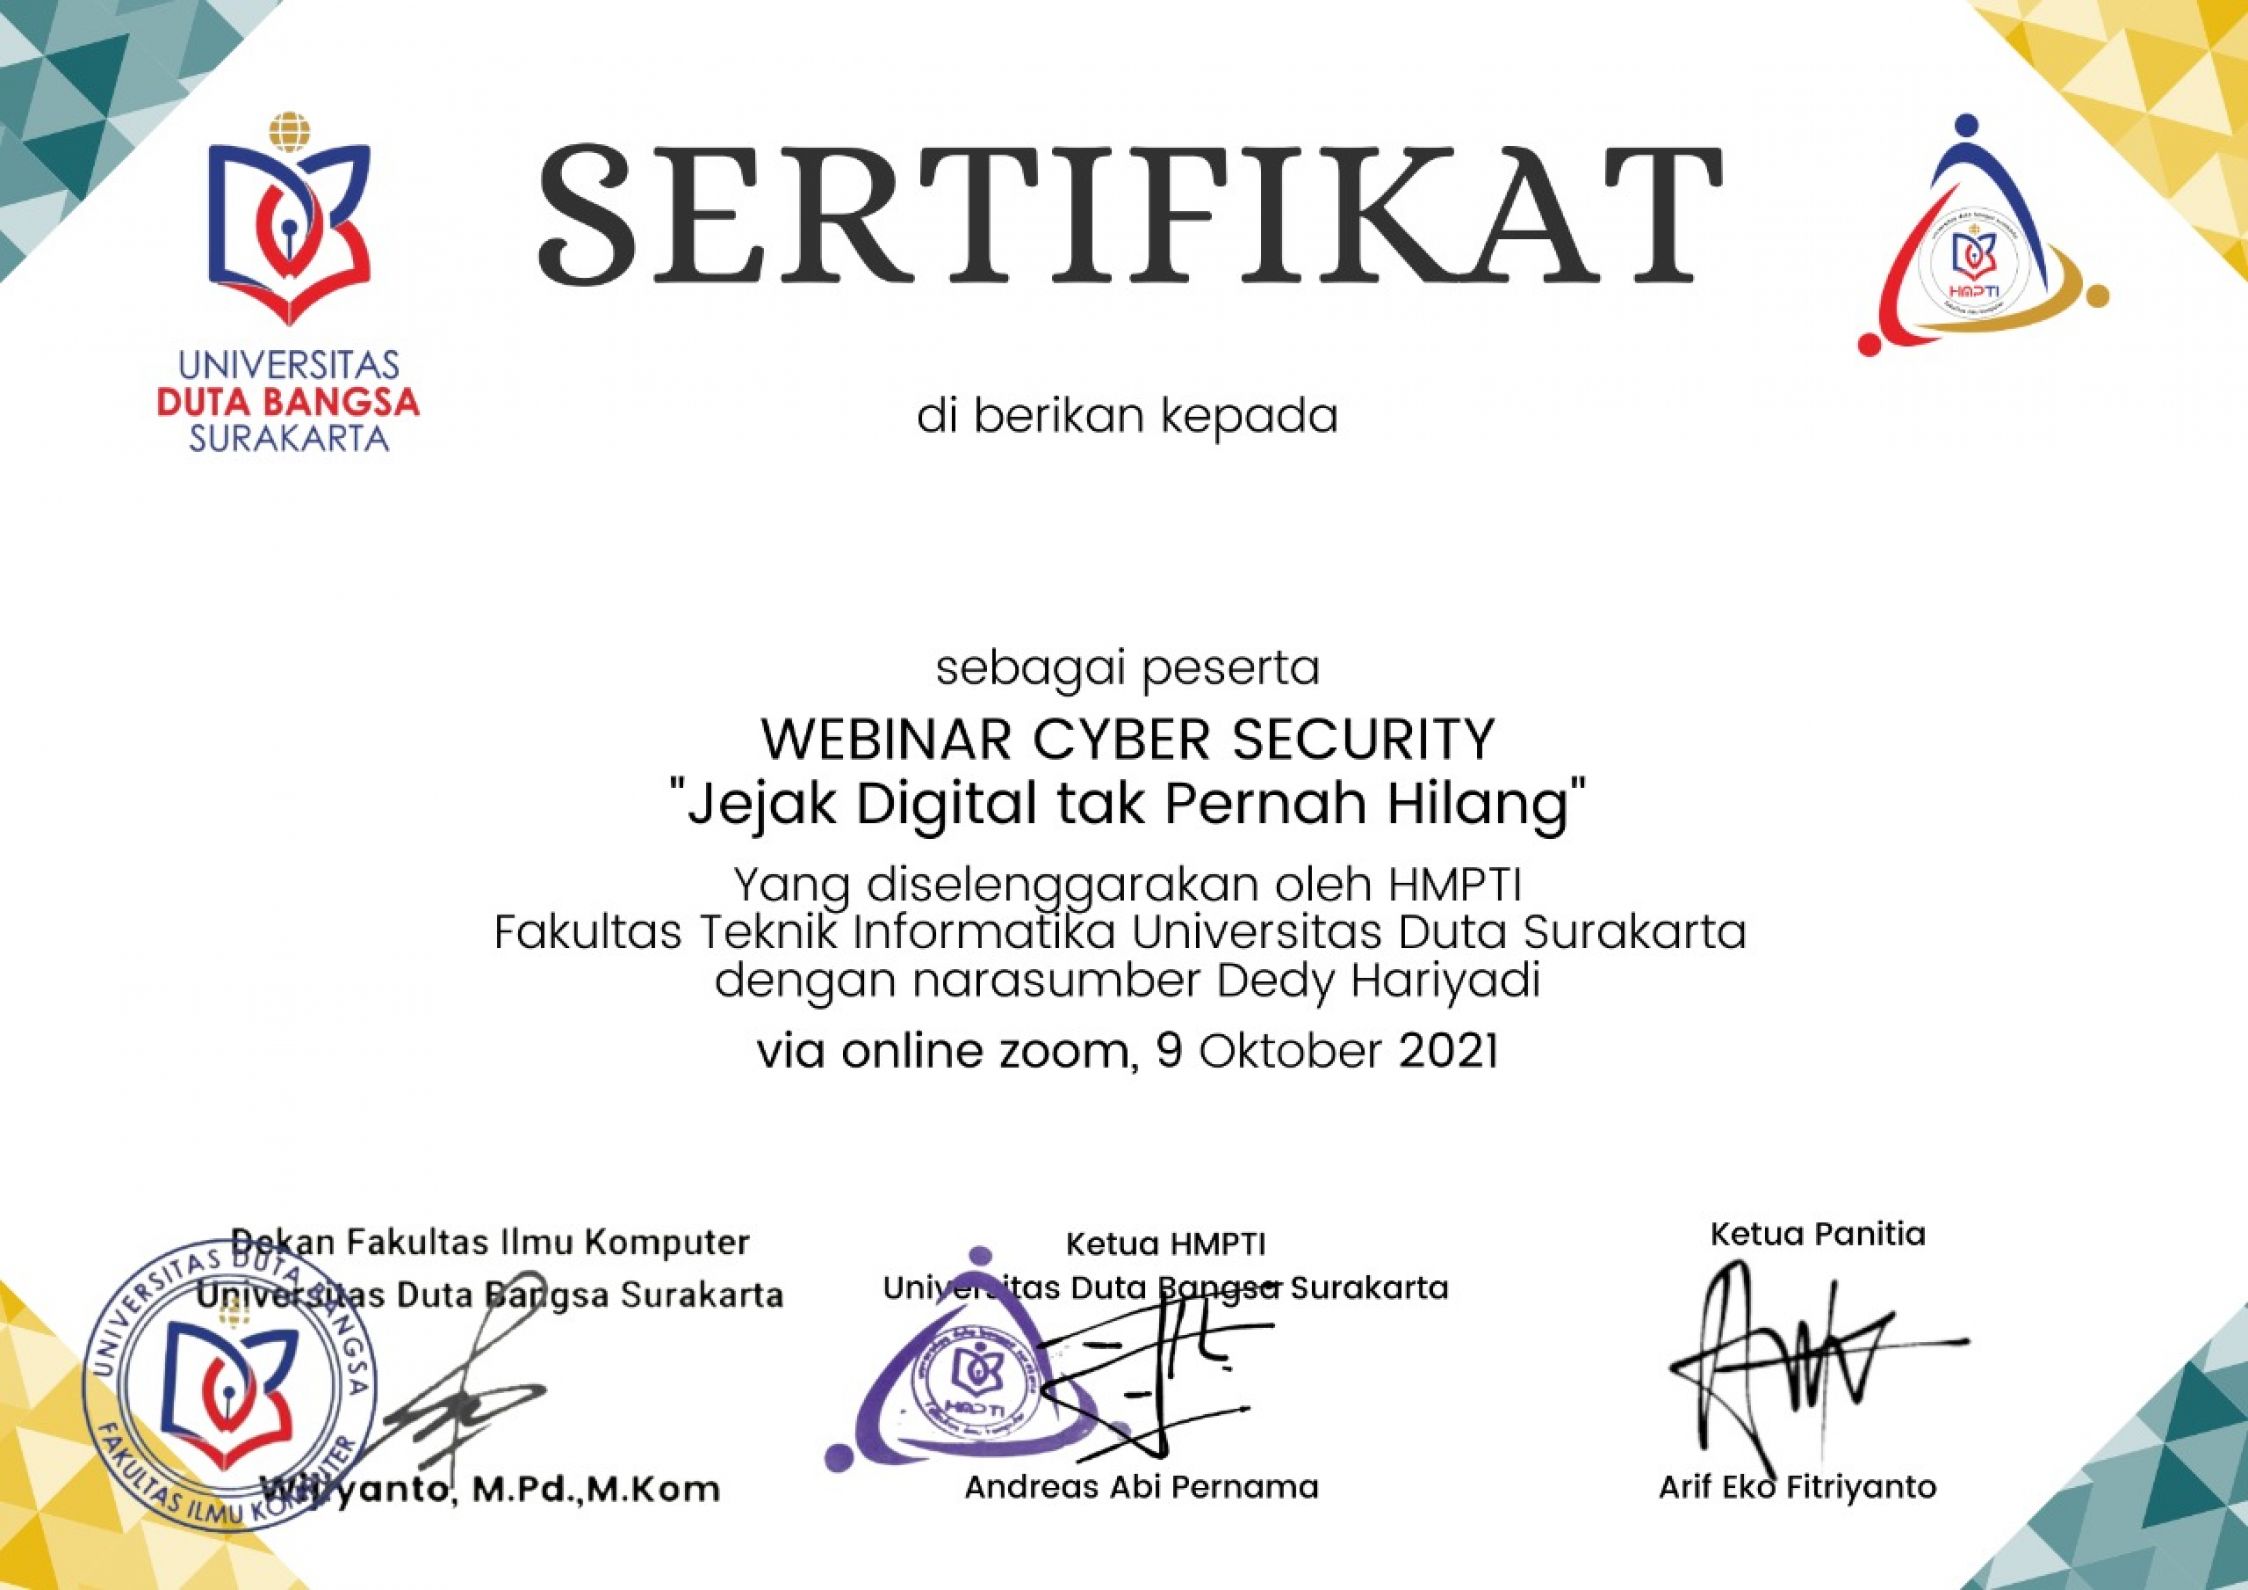 SERTIFIKAT
UNIVERSITAS
DUTA BANGSA
SURAKARTA
HMPTI
di berikan kepada
sebagai peserta
WEBINAR CYBER SECURITY
"Jejak Digital tak Pernah Hilang"
Yang diselenggarakan oleh HMPTI
Fakultas Teknik Informatika Universitas Duta Surakarta
dengan narasumber Dedy Hariyadi
via online zoom, 9 Oktober 2021
Dekan Fakultas Ilmu Komputer
Universitas Duta Bangsa Surakarta
UNIVERSITAS DUTA BANGSA
FAKULTAS ILMU KOMPUTER
M.Pd.,M.Kom
Ketua HMPTI
Universitas Duta Bangsa Surakarta
HMPTI
Andreas Abi Pernama
Ketua Panitia
Arif Eko Fitriyanto